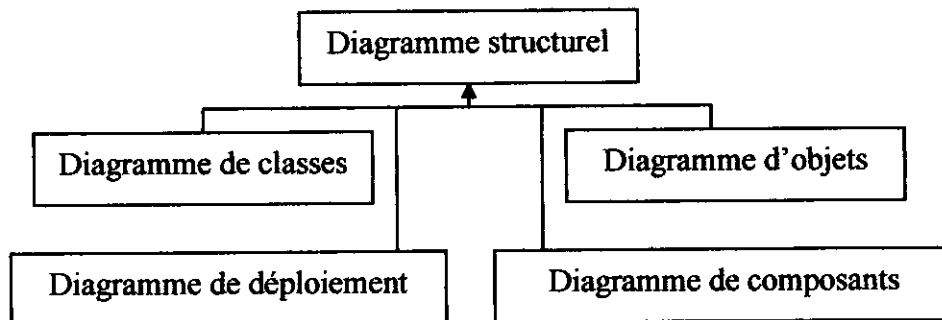 Diagramme structurel
Diagramme de classes
Diagramme d'objets
Diagramme de déploiement
Diagramme de composants